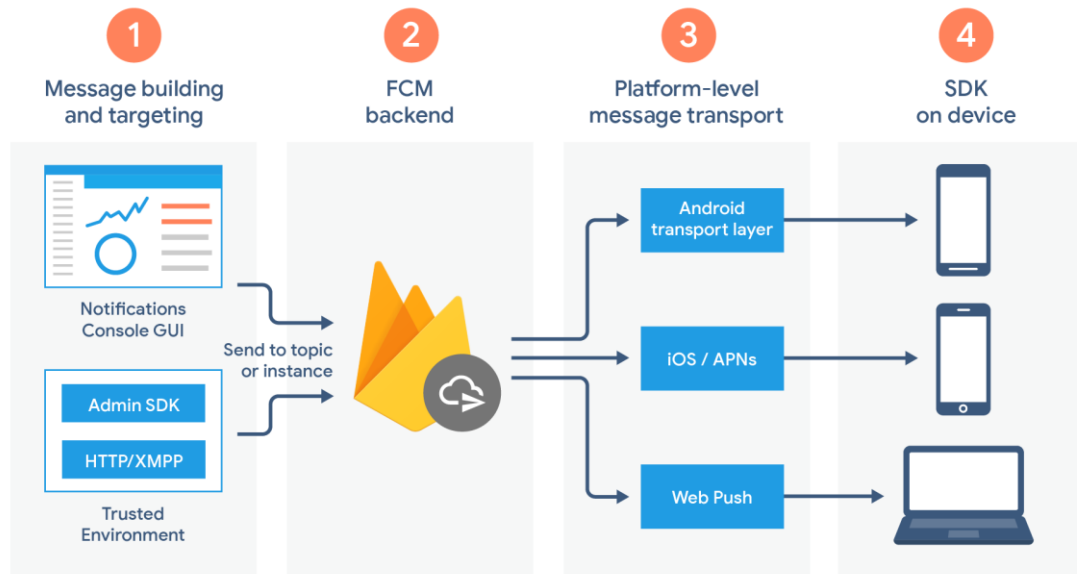 1
Message building
and targeting
2
FCM
backend
3
Platform-level
message transport
4
SDK
on device
Notifications
Console GUI
Send to topic
or instance
Admin SDK
HTTP/XMPP
Trusted
Environment
Android
transport layer
iOS / APNs
Web Push